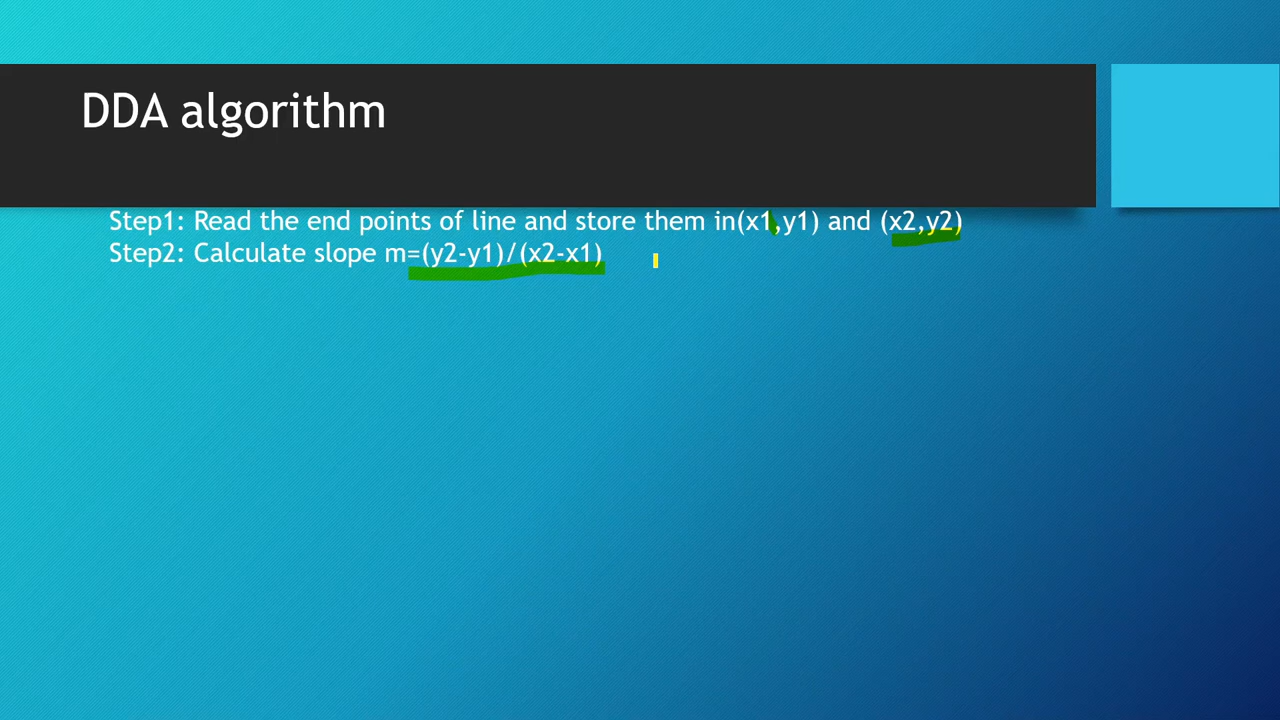 DDA algorithm
Step1: Read the end points of line and store them in(x1,y1) and (x2,y2)
Step2: Calculate slope m=(y2-y1)/(x2-x1)